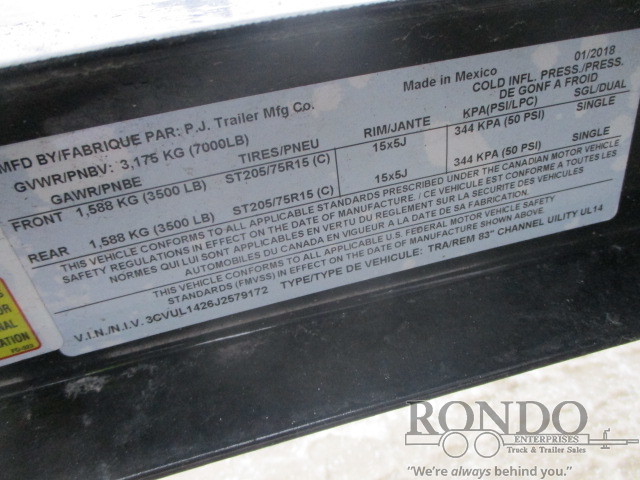 MFD BY/FABRIQUE PAR: P.J. Trailer Mfg Co. Made in Mexico 01/2018
GVWR/PNBV: 3,175 KG (7000LB) COLD INFL. PRESS./PRESS. DE GONF A FROID
GAWR/PNBE TIRES/PNEU RIM/JANTE KPA(PSI/LPC) SGL/DUAL
FRONT 1,588 KG (3500 LB) ST205/75R15 (C) 15x5J 344 KPA (50 PSI) SINGLE
REAR 1,588 KG (3500 LB) ST205/75R15 (C) 15x5J 344 KPA (50 PSI) SINGLE
THIS VEHICLE CONFORMS TO ALL APPLICABLE STANDARDS PRESCRIBED UNDER THE CANADIAN MOTOR VEHICLE
SAFETY REGULATIONS IN EFFECT ON THE DATE OF MANUFACTURE / CE VEHICULE EST CONFORME A TOUTES LES
NORMES QUI LUI SONT APPLICABLES EN VERTU DU REGLEMENT SUR LA SECURITE DES VEHICULES
AUTOMOBILES DU CANADA EN VIGUEUR A LA DATE DE SA FABRICATION.
THIS VEHICLE CONFORMS TO ALL APPLICABLE U.S. FEDERAL MOTOR VEHICLE SAFETY
STANDARDS (FMVSS) IN EFFECT ON THE DATE OF MANUFACTURE SHOWN ABOVE.
V.I.N./N.I.V. 3CVUL1426J2579172 TYPE/TYPE DE VEHICULE: TRA/REM 83" CHANNEL UILITY UL14
RONDO
ENTERPRISES
Truck & Trailer Sales
"We're always behind you."